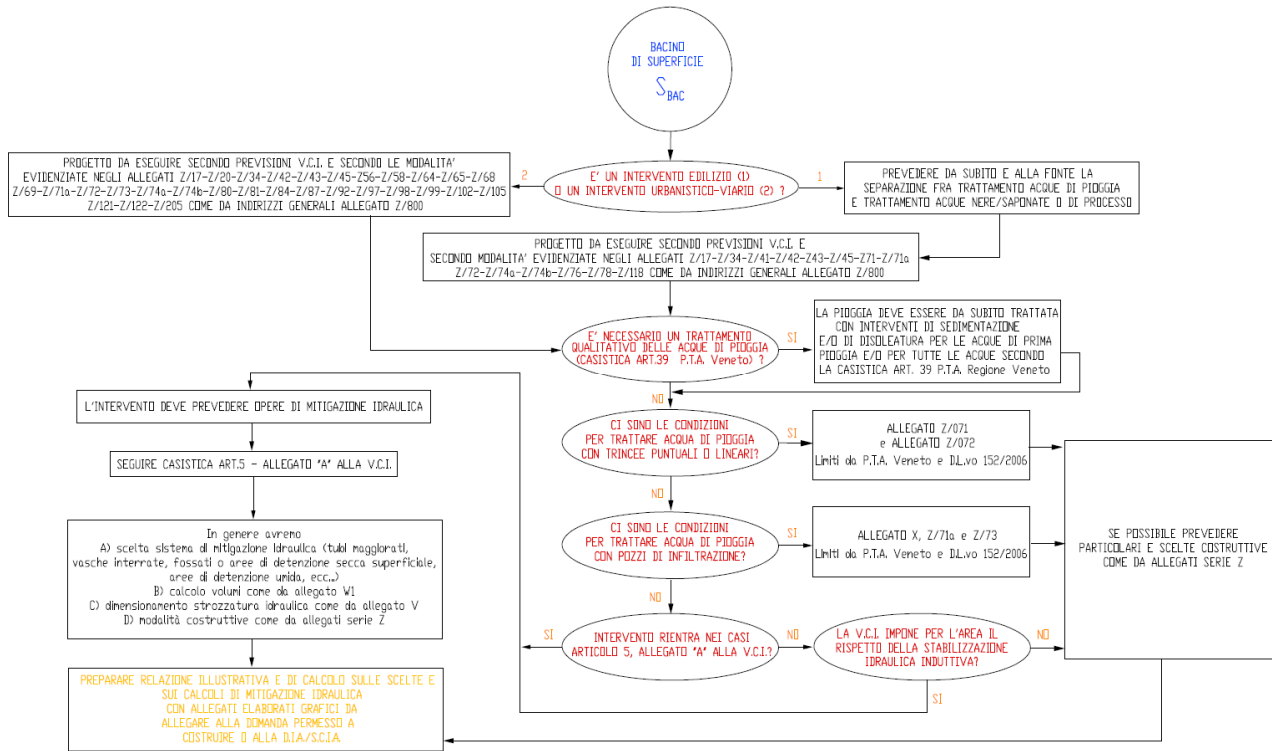 BACINO
DI SUPERFICIE
S_BAC
E' UN INTERVENTO EDILIZIO (1)
O UN INTERVENTO URBANISTICO-VIARIO (2) ?
2
1
PROGETTO DA ESEGUIRE SECONDO PREVISIONI V.C.I. E SECONDO LE MODALITA'
EVIDENZIATE NEGLI ALLEGATI Z/17-Z/20-Z/34-Z/42-Z/43-Z/45-Z56-Z/58-Z/64-Z/65-Z/68
Z/69-Z/71a-Z/72-Z/73-Z/74a-Z/74b-Z/80-Z/81-Z/84-Z/87-Z/92-Z/97-Z/98-Z/99-Z/102-Z/105
Z/121-Z/122-Z/205 COME DA INDIRIZZI GENERALI ALLEGATO Z/800
PREVEDERE DA SUBITO E ALLA FONTE LA
SEPARAZIONE FRA TRATTAMENTO ACQUE DI PIOGGIA
E TRATTAMENTO ACQUE NERE/SAPONATE O DI PROCESSO
PROGETTO DA ESEGUIRE SECONDO PREVISIONI V.C.I. E
SECONDO MODALITA' EVIDENZIATE NEGLI ALLEGATI Z/17-Z/34-Z/41-Z/42-Z43-Z/45-Z71-Z/71a
Z/72-Z/74a-Z/74b-Z/76-Z/78-Z/118 COME DA INDIRIZZI GENERALI ALLEGATO Z/800
E' NECESSARIO UN TRATTAMENTO
QUALITATIVO DELLE ACQUE DI PIOGGIA
(CASISTICA ART.39 P.T.A. Veneto) ?
SI
NO
LA PIOGGIA DEVE ESSERE DA SUBITO TRATTATA
CON INTERVENTI DI SEDIMENTAZIONE
E/O DI DISOLEATURA PER LE ACQUE DI PRIMA
PIOGGIA E/O PER TUTTE LE ACQUE SECONDO
LA CASISTICA ART. 39 P.T.A. Regione Veneto
CI SONO LE CONDIZIONI
PER TRATTARE ACQUA DI PIOGGIA
CON TRINCEE PUNTUALI O LINEARI?
SI
NO
ALLEGATO Z/071
e ALLEGATO Z/072
Limiti da P.T.A. Veneto e D.L.vo 152/2006
CI SONO LE CONDIZIONI
PER TRATTARE ACQUA DI PIOGGIA
CON POZZI DI INFILTRAZIONE?
SI
NO
ALLEGATO X, Z/71a e Z/73
Limiti da P.T.A. Veneto e D.L.vo 152/2006
SE POSSIBILE PREVEDERE
PARTICOLARI E SCELTE COSTRUTTIVE
COME DA ALLEGATI SERIE Z
INTERVENTO RIENTRA NEI CASI
ARTICOLO 5, ALLEGATO "A" ALLA V.C.I.?
SI
NO
LA V.C.I. IMPONE PER L'AREA IL
RISPETTO DELLA STABILIZZAZIONE
IDRAULICA INDUTTIVA?
NO
SI
L'INTERVENTO DEVE PREVEDERE OPERE DI MITIGAZIONE IDRAULICA
SEGUIRE CASISTICA ART.5 - ALLEGATO "A" ALLA V.C.I.
In genere avremo
A) scelta sistema di mitigazione idraulica (tubi maggiorati,
vasche interrate, fossati o aree di detenzione secca superficiale,
aree di detenzione umida, ecc...)
B) calcolo volumi come da allegato W1
C) dimensionamento strozzatura idraulica come da allegato V
D) modalità costruttive come da allegati serie Z
PREPARARE RELAZIONE ILLUSTRATIVA E DI CALCOLO SULLE SCELTE E
SUI CALCOLI DI MITIGAZIONE IDRAULICA
CON ALLEGATI ELABORATI GRAFICI DA
ALLEGARE ALLA DOMANDA PERMESSO A
COSTRUIRE O ALLA D.I.A./S.C.I.A.